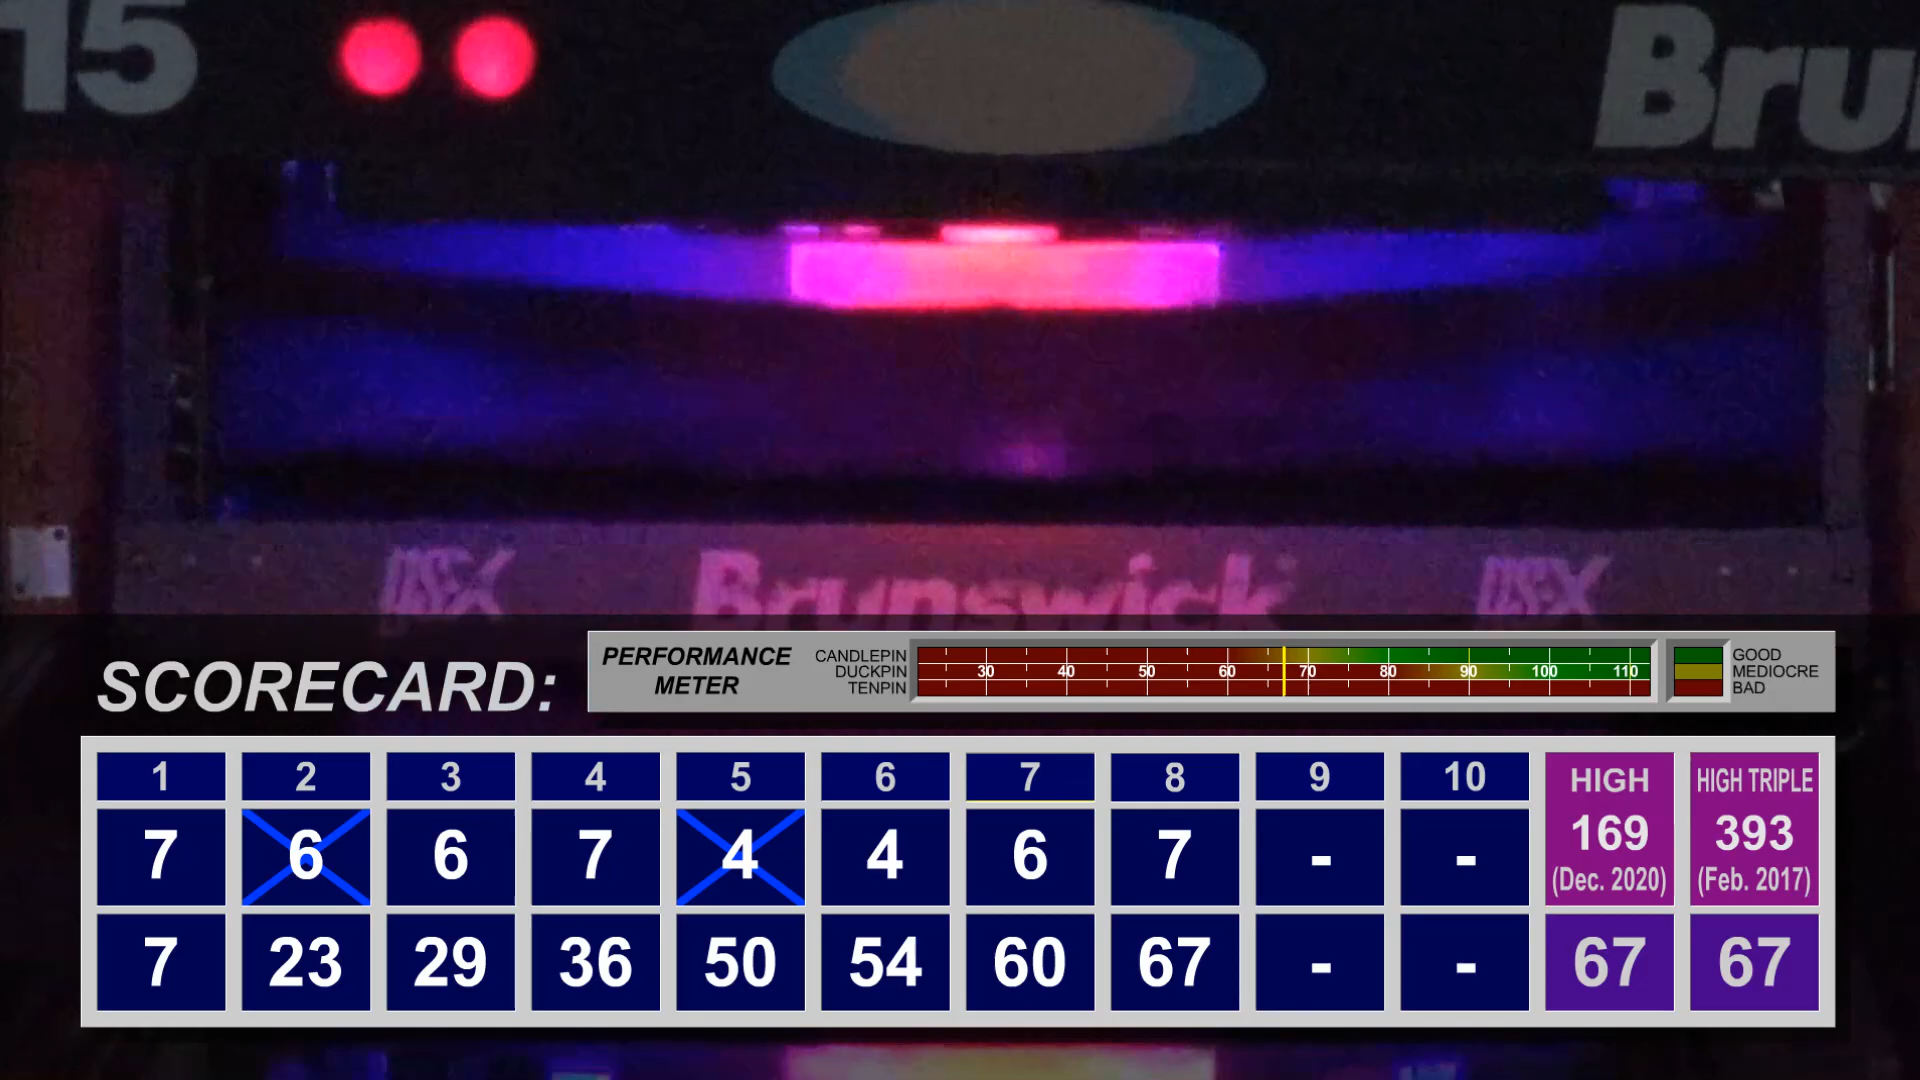 15
Bru
DS-X Brunswick DS-X
SCORECARD:
PERFORMANCE
METER
CANDLEPIN
DUCKPIN
TENPIN
30 40 50 60 70 80 90 100 110
GOOD
MEDIOCRE
BAD
1 2 3 4 5 6 7 8 9 10 HIGH HIGH TRIPLE
7 6 6 7 4 4 6 7 - - 169 393
(Dec. 2020) (Feb. 2017)
7 23 29 36 50 54 60 67 - - 67 67